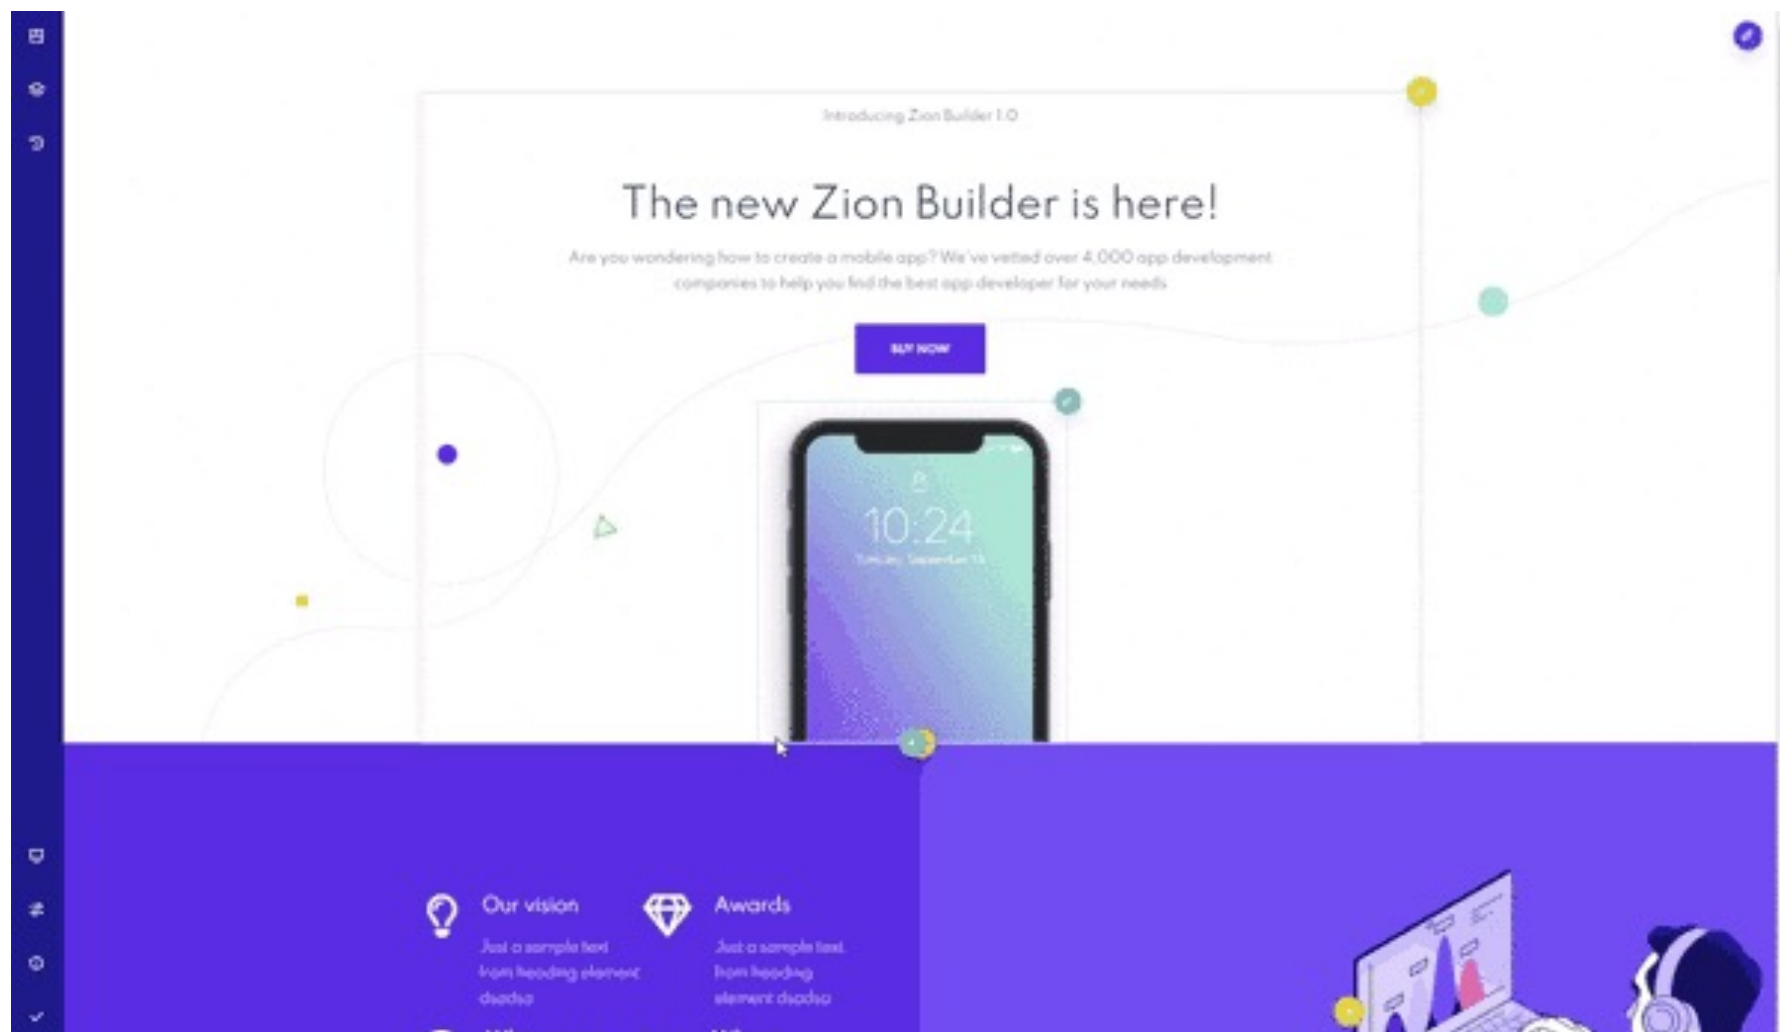 Introducing Zion Builder 1.0
The new Zion Builder is here!
Are you wondering how to create a mobile app? We've vetted over 4,000 app development
companies to help you find the best app developer for your needs
BUY NOW
10:24
Tuesday, September
Our vision
Just a sample text
from heading element
dsadsa
Awards
Just a sample text
from heading
element dsadsa